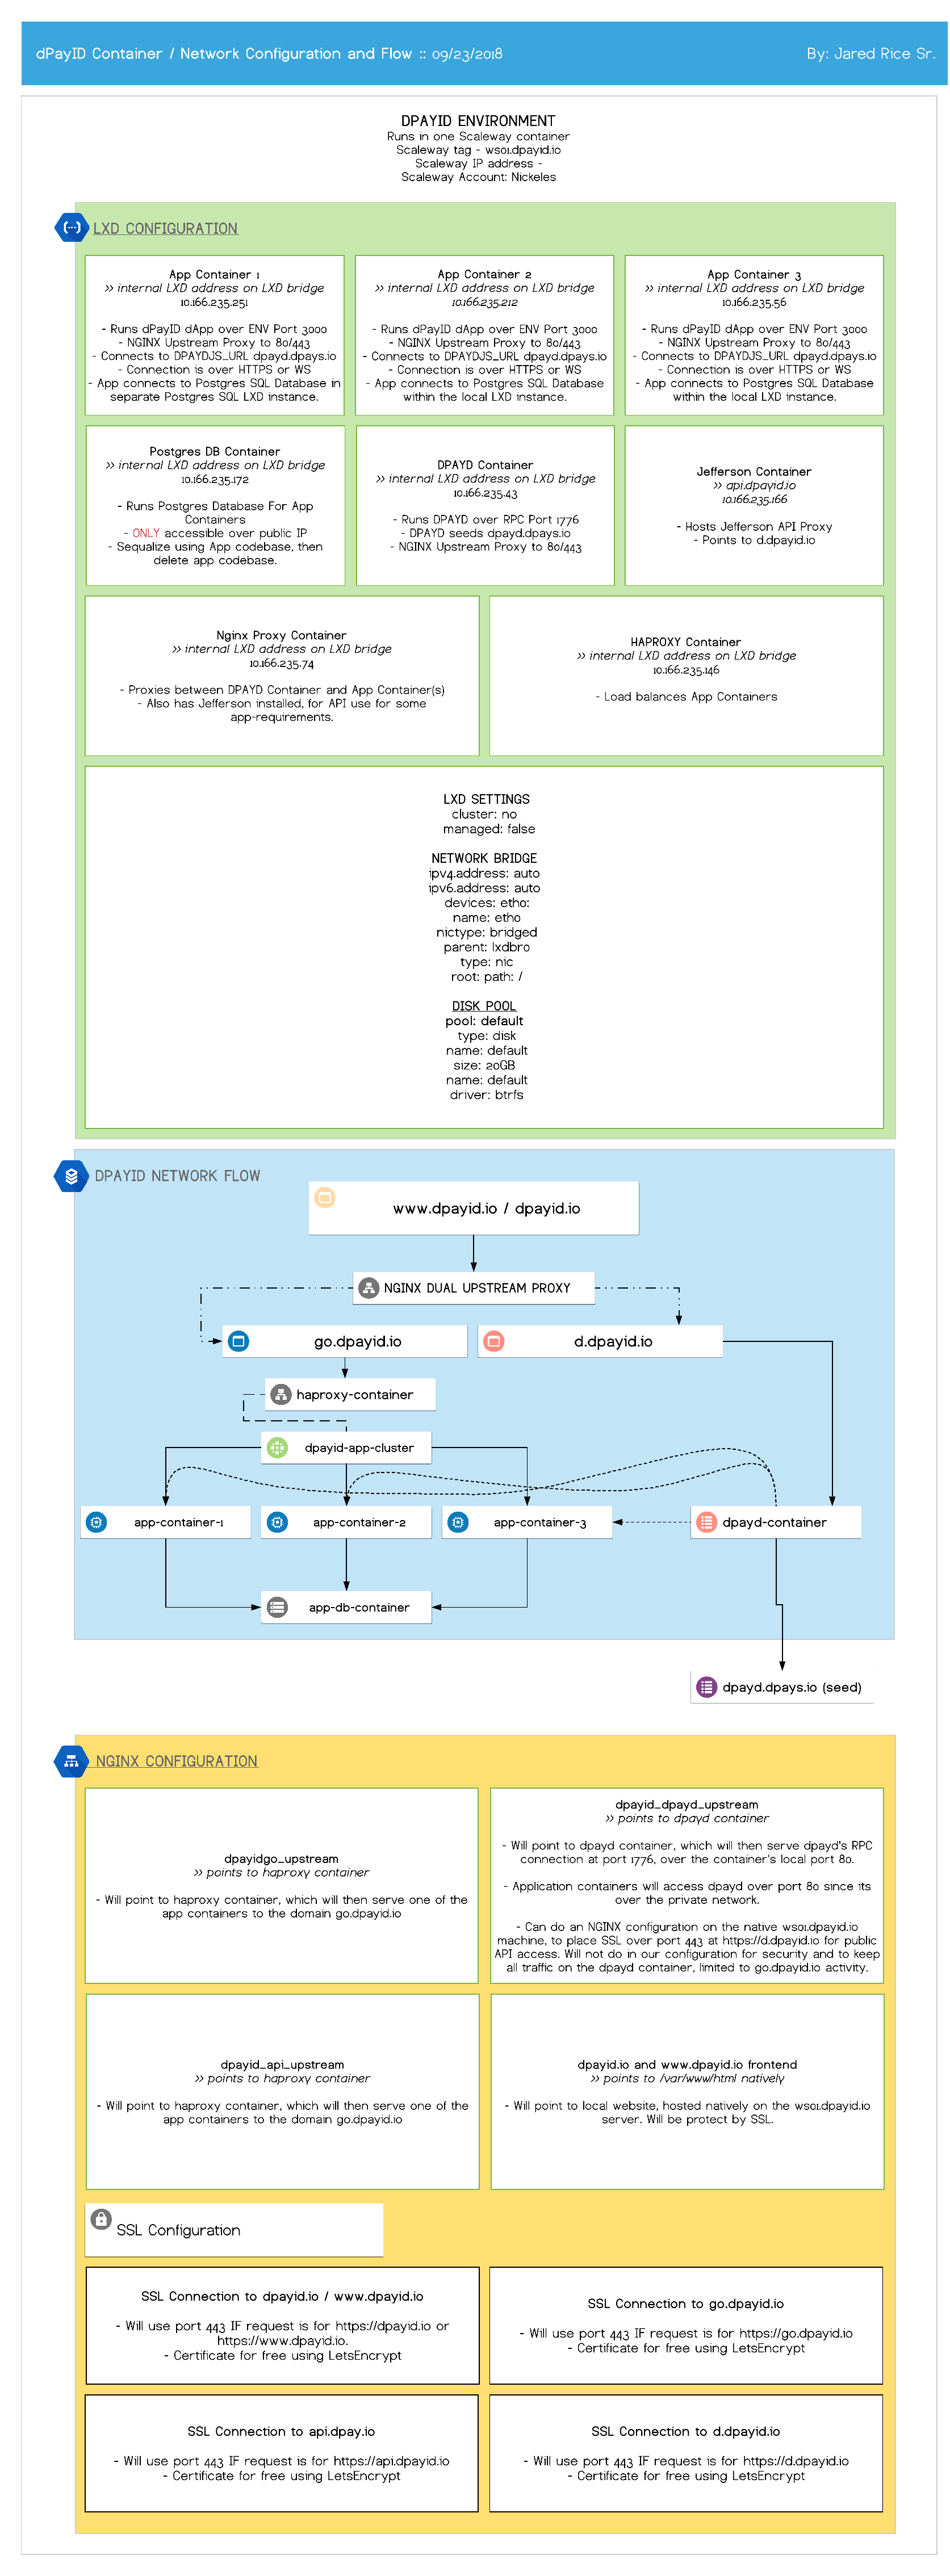 dPayID Container / Network Configuration and Flow :: 09/23/2018
By: Jared Rice Sr.
DPAYID ENVIRONMENT
Runs in one Scaleway container
Scaleway tag - ws01.dpayid.io
Scaleway IP address -
Scaleway Account: Nickeles
LXD CONFIGURATION
App Container 1
>> internal LXD address on LXD bridge
10.166.235.251
- Runs dPayID dApp over ENV Port 3000
- NGINX Upstream Proxy to 80/443
- Connects to DPAYDJS_URL dpayd.dpays.io
- Connection is over HTTPS or WS
- App connects to Postgres SQL Database in
separate Postgres SQL LXD instance.
App Container 2
>> internal LXD address on LXD bridge
10.166.235.212
- Runs dPayID dApp over ENV Port 3000
- NGINX Upstream Proxy to 80/443
- Connects to DPAYDJS_URL dpayd.dpays.io
- Connection is over HTTPS or WS
- App connects to Postgres SQL Database
within the local LXD instance.
App Container 3
>> internal LXD address on LXD bridge
10.166.235.56
- Runs dPayID dApp over ENV Port 3000
- NGINX Upstream Proxy to 80/443
- Connects to DPAYDJS_URL dpayd.dpays.io
- Connection is over HTTPS or WS
- App connects to Postgres SQL Database
within the local LXD instance.
Postgres DB Container
>> internal LXD address on LXD bridge
10.166.235.172
- Runs Postgres Database For App
Containers
- ONLY accessible over public IP
- Sequalize using App codebase, then
delete app codebase.
DPAYD Container
>> internal LXD address on LXD bridge
10.166.235.43
- Runs DPAYD over RPC Port 1776
- DPAYD seeds dpayd.dpays.io
- NGINX Upstream Proxy to 80/443
Jefferson Container
>> api.dpayid.io
10.166.235.166
- Hosts Jefferson API Proxy
- Points to d.dpayid.io
Nginx Proxy Container
>> internal LXD address on LXD bridge
10.166.235.74
- Proxies between DPAYD Container and App Container(s)
- Also has Jefferson installed, for API use for some
app-requirements.
HAPROXY Container
>> internal LXD address on LXD bridge
10.166.235.146
- Load balances App Containers
LXD SETTINGS
cluster: no
managed: false
NETWORK BRIDGE
ipv4.address: auto
ipv6.address: auto
devices: eth0:
name: eth0
nictype: bridged
parent: lxdbr0
type: nic
root: path: /
DISK POOL
pool: default
type: disk
name: default
size: 20GB
name: default
driver: btrfs
DPAYID NETWORK FLOW
www.dpayid.io / dpayid.io
NGINX DUAL UPSTREAM PROXY
go.dpayid.io
d.dpayid.io
haproxy-container
dpayid-app-cluster
app-container-1
app-container-2
app-container-3
dpayd-container
app-db-container
dpayd.dpays.io (seed)
NGINX CONFIGURATION
dpayidgo_upstream
>> points to haproxy container
- Will point to haproxy container, which will then serve one of the
app containers to the domain go.dpayid.io
dpayid_dpayd_upstream
>> points to dpayd container
- Will point to dpayd container, which will then serve dpayd's RPC
connection at port 1776, over the container's local port 80.
- Application containers will access dpayd over port 80 since its
over the private network.
- Can do an NGINX configuration on the native ws01.dpayid.io
machine, to place SSL over port 443 at https://d.dpayid.io for public
API access. Will not do in our configuration for security and to keep
all traffic on the dpayd container, limited to go.dpayid.io activity.
dpayid_api_upstream
>> points to haproxy container
- Will point to haproxy container, which will then serve one of the
app containers to the domain go.dpayid.io
dpayid.io and www.dpayid.io frontend
>> points to /var/www/html natively
- Will point to local website, hosted natively on the ws01.dpayid.io
server. Will be protect by SSL.
SSL Configuration
SSL Connection to dpayid.io / www.dpayid.io
- Will use port 443 IF request is for https://dpayid.io or
https://www.dpayid.io.
- Certificate for free using LetsEncrypt
SSL Connection to go.dpayid.io
- Will use port 443 IF request is for https://go.dpayid.io
- Certificate for free using LetsEncrypt
SSL Connection to api.dpay.io
- Will use port 443 IF request is for https://api.dpayid.io
- Certificate for free using LetsEncrypt
SSL Connection to d.dpayid.io
- Will use port 443 IF request is for https://d.dpayid.io
- Certificate for free using LetsEncrypt